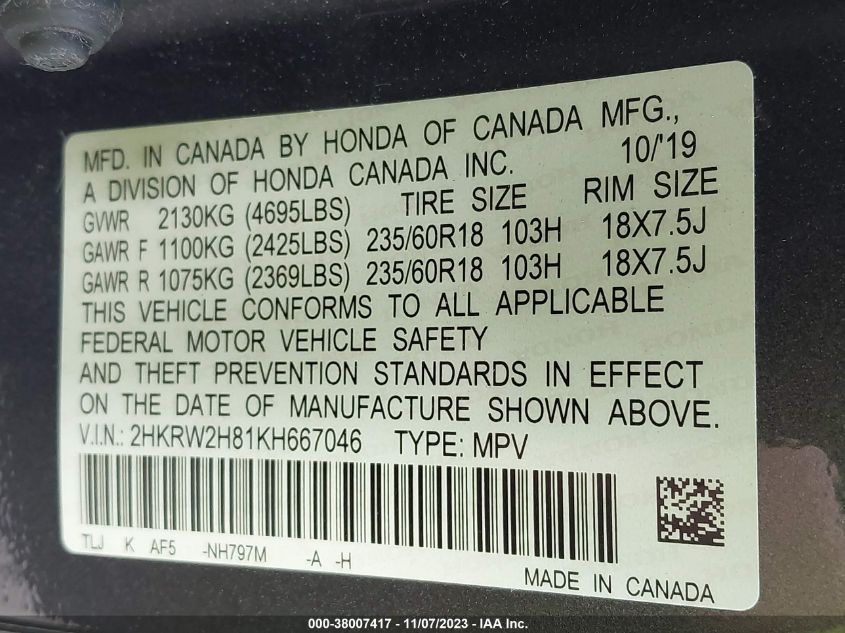 MFD. IN CANADA BY HONDA OF CANADA MFG.,
A DIVISION OF HONDA CANADA INC. 10/'19
GVWR 2130KG (4695LBS) TIRE SIZE RIM SIZE
GAWR F 1100KG (2425LBS) 235/60R18 103H 18X7.5J
GAWR R 1075KG (2369LBS) 235/60R18 103H 18X7.5J
THIS VEHICLE CONFORMS TO ALL APPLICABLE
FEDERAL MOTOR VEHICLE SAFETY
AND THEFT PREVENTION STANDARDS IN EFFECT
ON THE DATE OF MANUFACTURE SHOWN ABOVE.
V.I.N.: 2HKRW2H81KH667046 TYPE: MPV
TLJ K AF5 -NH797M -A -H
MADE IN CANADA
000-38007417 - 11/07/2023 - IAA Inc.